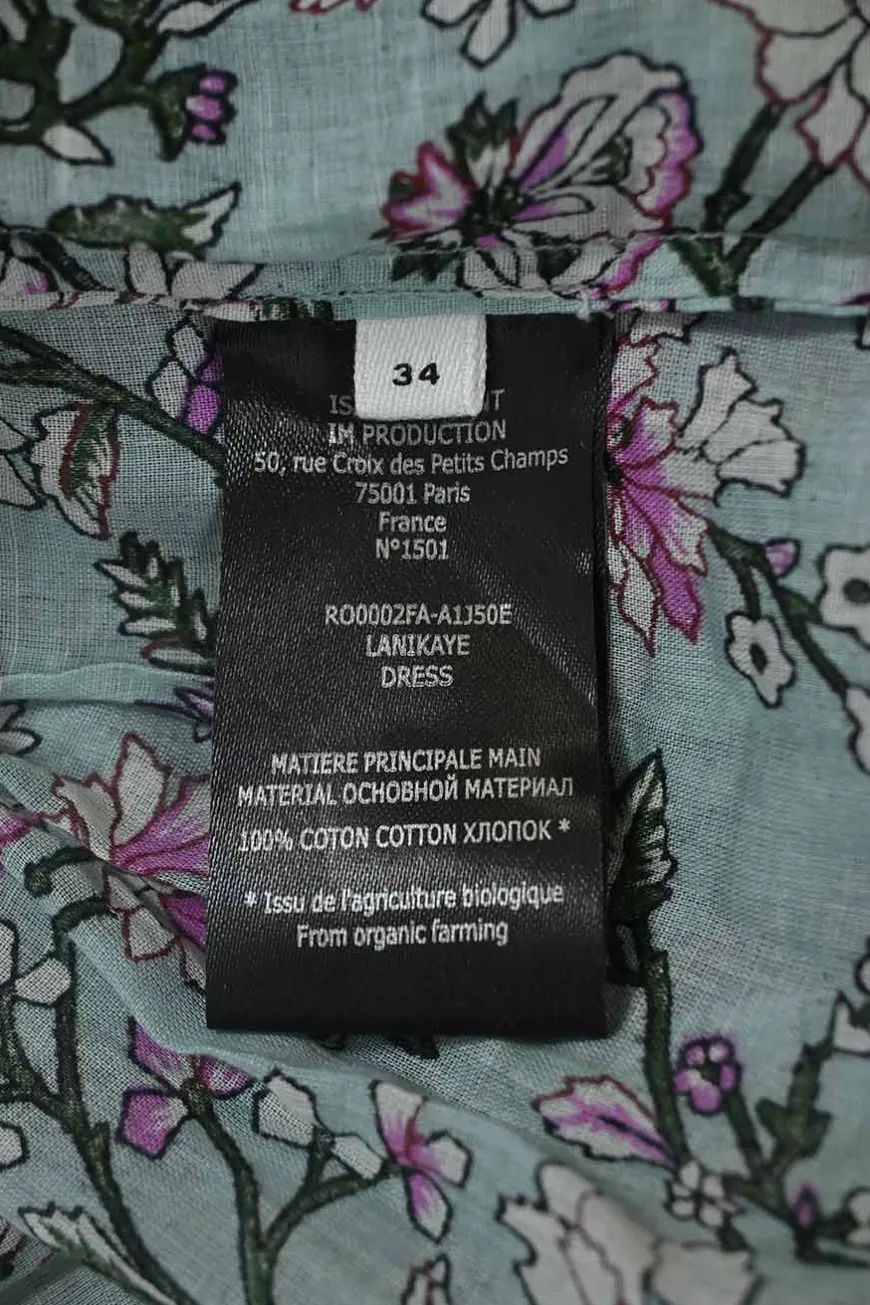 34
IM PRODUCTION
50, rue Croix des Petits Champs
75001 Paris
France
N°1501
RO0002FA-A1J50E
LANIKAYE
DRESS
MATIERE PRINCIPALE MAIN
MATERIAL ОСНОВНОЙ МАТЕРИАЛ
100% COTON COTTON ХЛОПОК *
* Issu de l'agriculture biologique
From organic farming